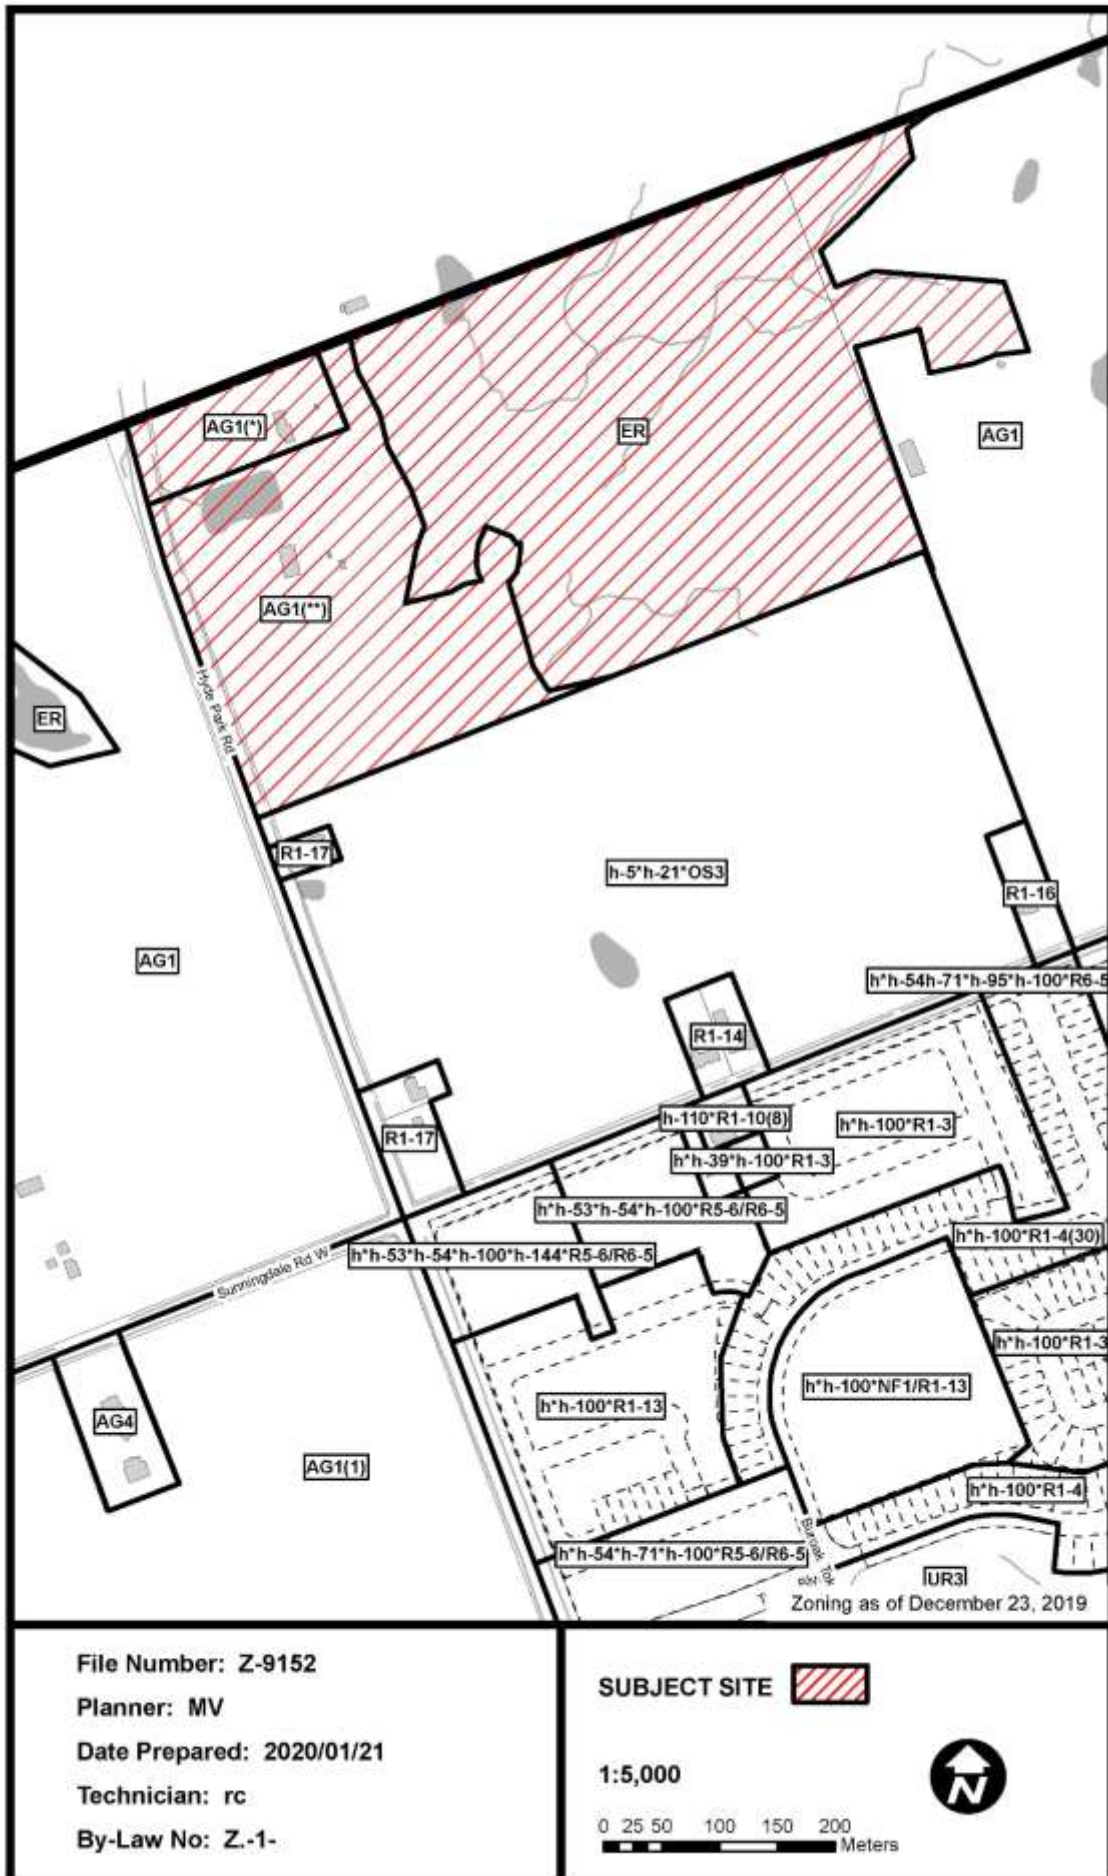 AG1(*)
ER
AG1
AG1(**)
Hyde Park Rd
ER
R1-17
h-5*h-21*OS3
R1-16
AG1
h*h-54h-71*h-95*h-100*R6-5
R1-14
h-110*R1-10(8)
h*h-100*R1-3
R1-17
h*h-39*h-100*R1-3
h*h-53*h-54*h-100*R5-6/R6-5
h*h-100*R1-4(30)
h*h-53*h-54*h-100*h-144*R5-6/R6-5
Sunningdale Rd W
h*h-100*R1-3
h*h-100*NF1/R1-13
h*h-100*R1-13
AG4
AG1(1)
h*h-100*R1-4
h*h-54*h-71*h-100*R5-6/R6-5
UR3
Zoning as of December 23, 2019
File Number: Z-9152
Planner: MV
Date Prepared: 2020/01/21
Technician: rc
By-Law No: Z.-1-
SUBJECT SITE
1:5,000
N
0 25 50 100 150 200
Meters